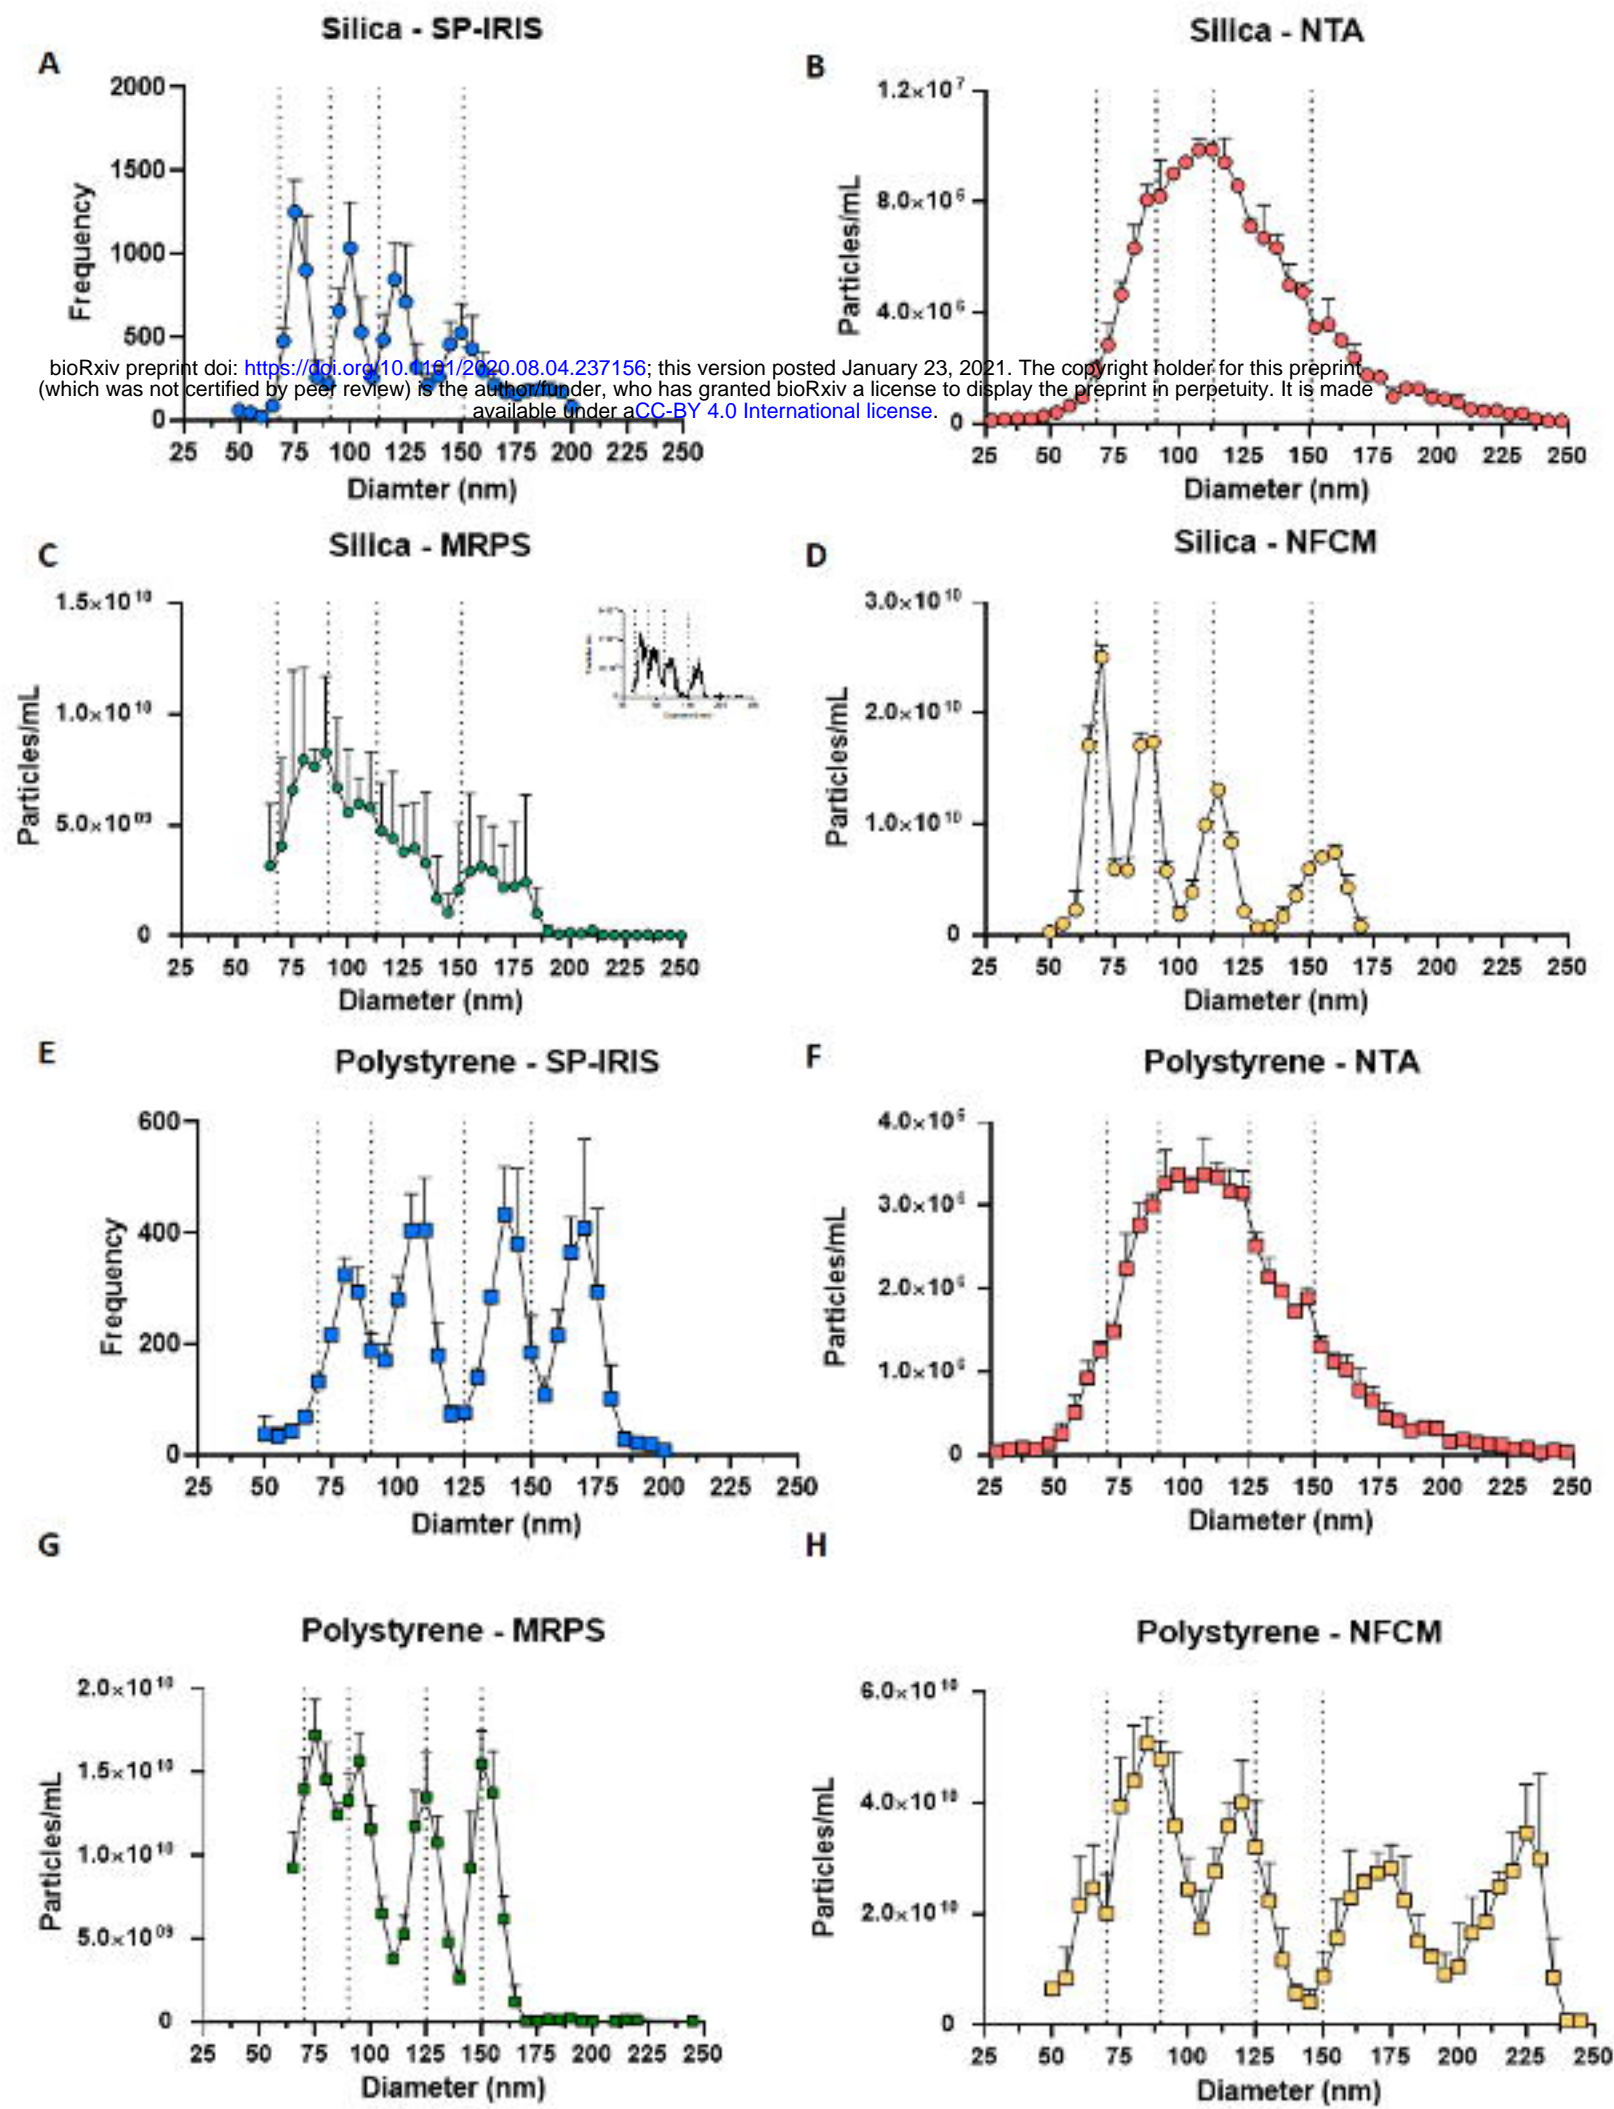 Silica - SP-IRIS
A
2000
1500
1000
500
0
Frequency
25 50 75 100 125 150 175 200 225 250
Diamter (nm)
Silica - NTA
B
1.2×10⁷
8.0×10⁶
4.0×10⁶
0
Particles/mL
25 50 75 100 125 150 175 200 225 250
Diameter (nm)
bioRxiv preprint doi: https://doi.org/10.1101/2020.08.04.237156; this version posted January 23, 2021. The copyright holder for this preprint
(which was not certified by peer review) is the author/funder, who has granted bioRxiv a license to display the preprint in perpetuity. It is made
available under aCC-BY 4.0 International license.
Silica - MRPS
C
1.5×10¹⁰
1.0×10¹⁰
5.0×10⁰⁹
0
Particles/mL
25 50 75 100 125 150 175 200 225 250
Diameter (nm)
Silica - NFCM
D
3.0×10¹⁰
2.0×10¹⁰
1.0×10¹⁰
0
Particles/mL
25 50 75 100 125 150 175 200 225 250
Diameter (nm)
Polystyrene - SP-IRIS
E
600
400
200
0
Frequency
25 50 75 100 125 150 175 200 225 250
Diamter (nm)
Polystyrene - NTA
F
4.0×10⁶
3.0×10⁶
2.0×10⁶
1.0×10⁶
0
Particles/mL
25 50 75 100 125 150 175 200 225 250
Diameter (nm)
G
Polystyrene - MRPS
2.0×10¹⁰
1.5×10¹⁰
1.0×10¹⁰
5.0×10⁰⁹
0
Particles/mL
25 50 75 100 125 150 175 200 225 250
Diameter (nm)
H
Polystyrene - NFCM
6.0×10¹⁰
4.0×10¹⁰
2.0×10¹⁰
0
Particles/mL
25 50 75 100 125 150 175 200 225 250
Diameter (nm)